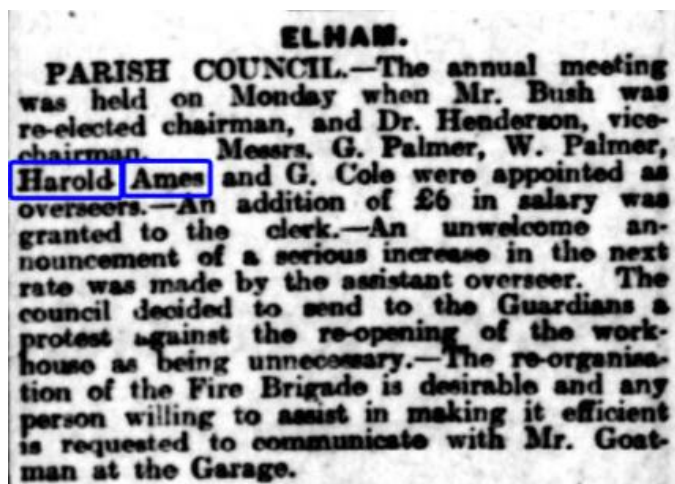 ELHAM.
PARISH COUNCIL.—The annual meeting
was held on Monday when Mr. Bush was
re-elected chairman, and Dr. Henderson, vice-
chairman. Messrs. G. Palmer, W. Palmer,
Harold Ames and G. Cole were appointed as
overseers.—An addition of £6 in salary was
granted to the clerk.—An unwelcome an-
nouncement of a serious increase in the next
rate was made by the assistant overseer. The
council decided to send to the Guardians a
protest against the re-opening of the work-
house as being unnecessary.—The re-organisa-
tion of the Fire Brigade is desirable and any
person willing to assist in making it efficient
is requested to communicate with Mr. Goat-
man at the Garage.